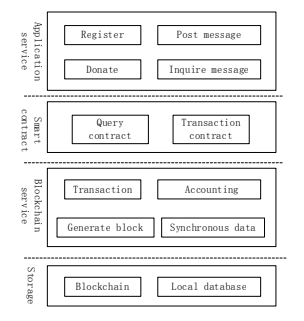 Application
service
Register
Post message
Donate
Inquire message
Smart
contract
Query
contract
Transaction
contract
Blockchain
service
Transaction
Accounting
Generate block
Synchronous data
Storage
Blockchain
Local database